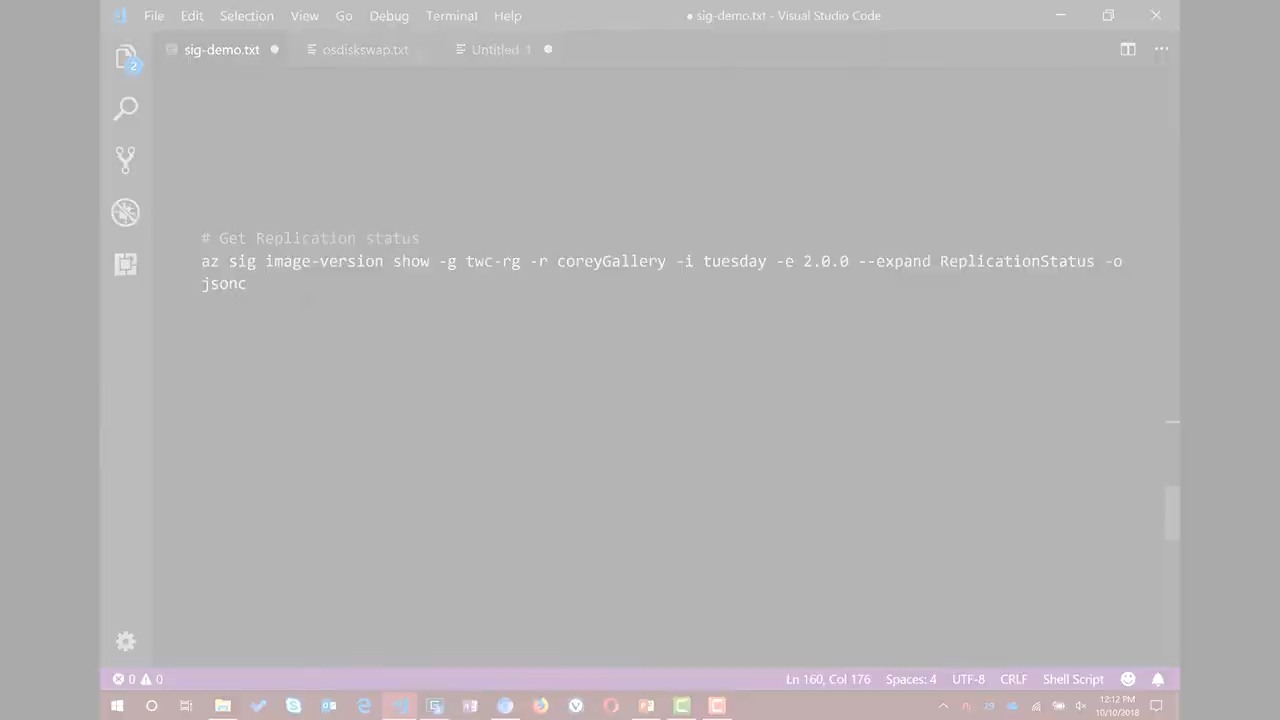 File Edit Selection View Go Debug Terminal Help
● sig-demo.txt - Visual Studio Code
sig-demo.txt
osdiskswap.txt
Untitled 1
2
# Get Replication status
az sig image-version show -g twc-rg -r coreyGallery -i tuesday -e 2.0.0 --expand ReplicationStatus -o
jsonc
0 0
Ln 160, Col 176 Spaces: 4 UTF-8 CRLF Shell Script
12:12 PM
10/10/2018